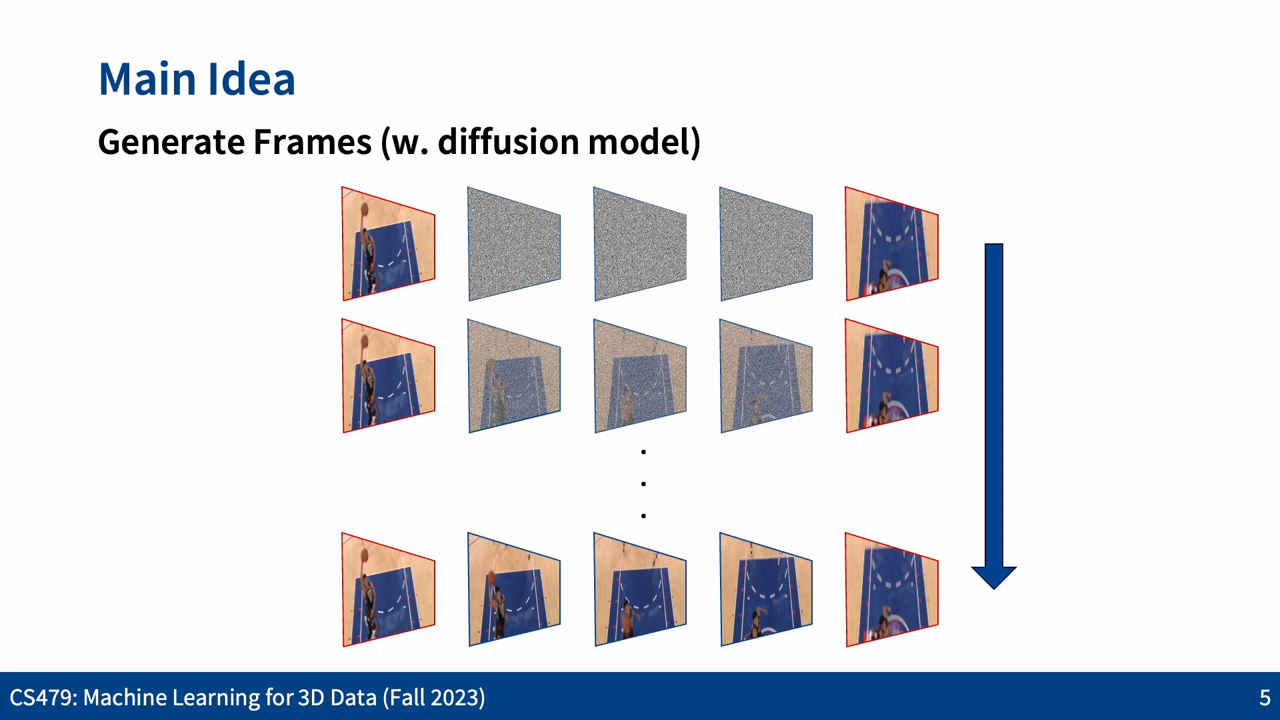 Main Idea
Generate Frames (w. diffusion model)
.
.
.
CS479: Machine Learning for 3D Data (Fall 2023)
5